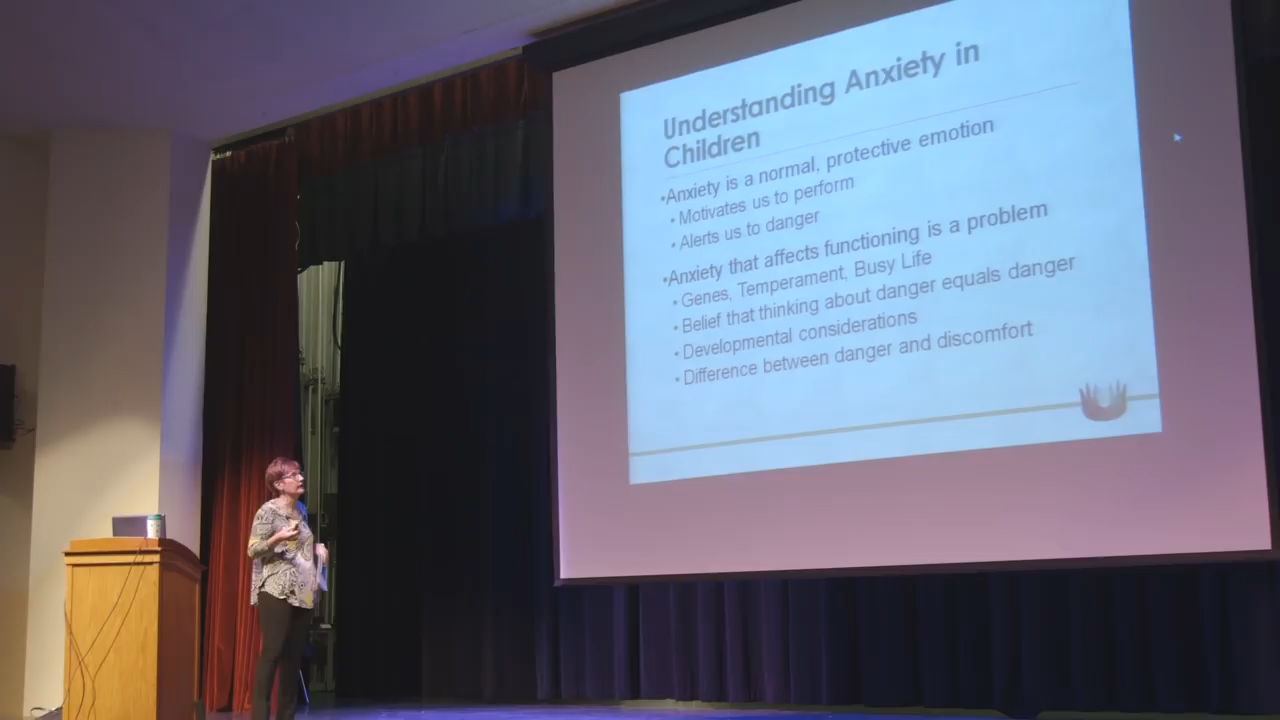 Understanding Anxiety in
Children
•Anxiety is a normal, protective emotion
• Motivates us to perform
• Alerts us to danger
•Anxiety that affects functioning is a problem
• Genes, Temperament, Busy Life
• Belief that thinking about danger equals danger
• Developmental considerations
• Difference between danger and discomfort